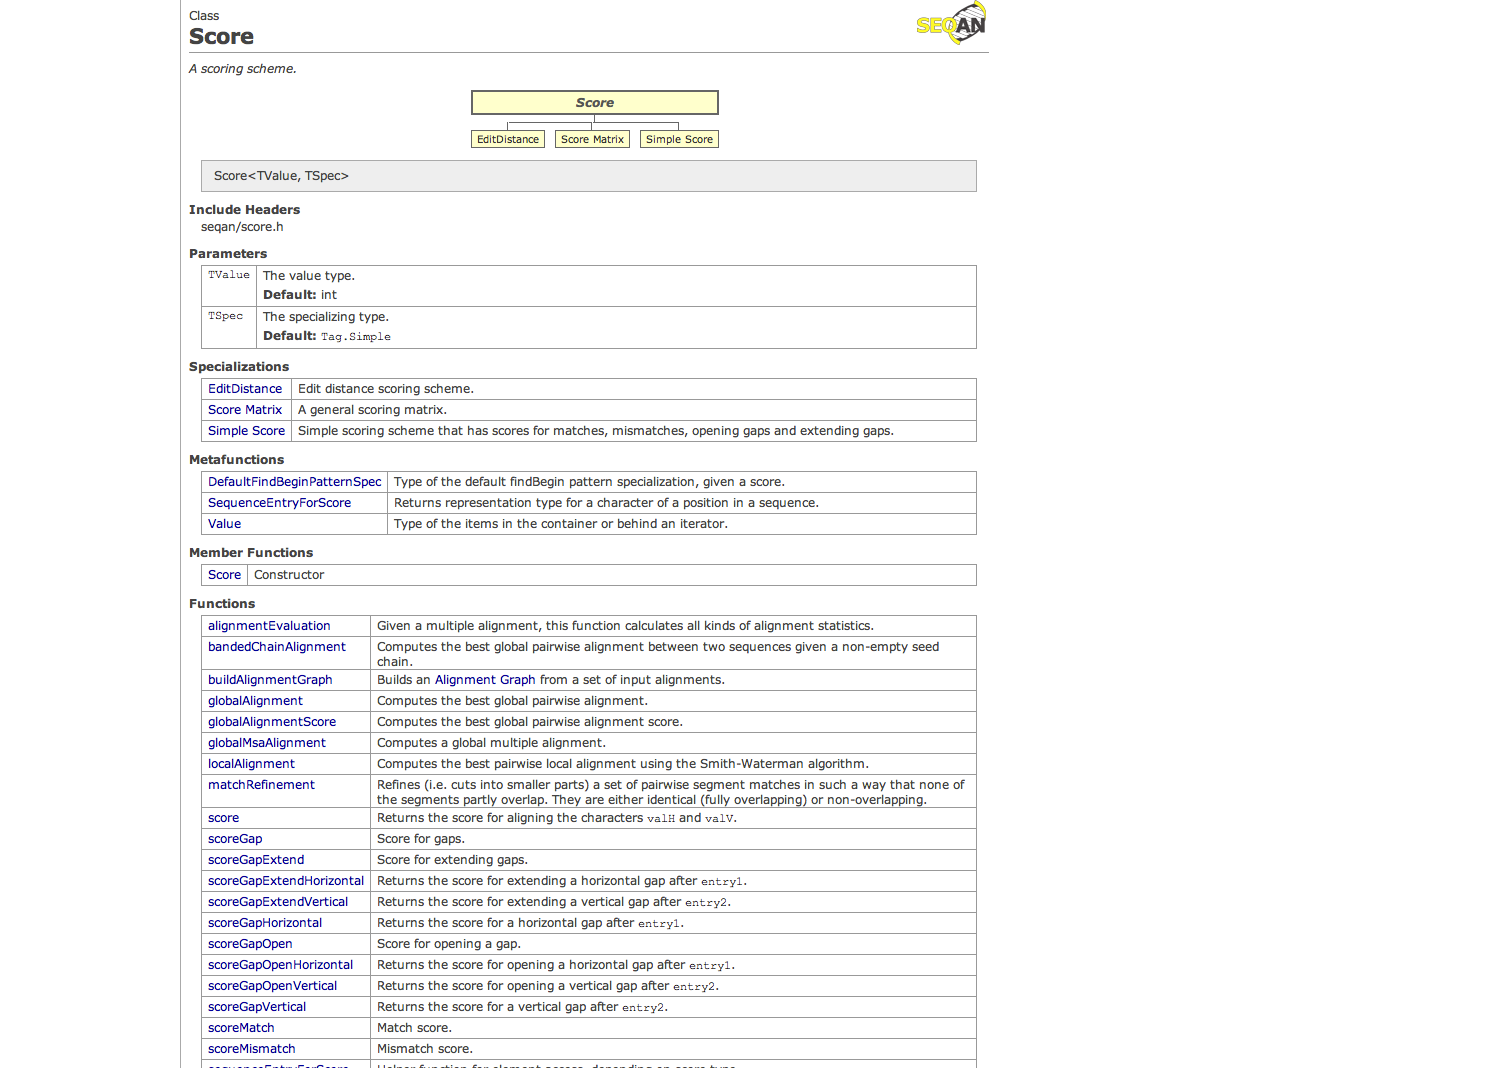 Class
SEQAN
Score
A scoring scheme.
Score
EditDistance Score Matrix Simple Score
Score<TValue, TSpec>
Include Headers
seqan/score.h
Parameters
TValue The value type.
Default: int
TSpec The specializing type.
Default: Tag.Simple
Specializations
EditDistance Edit distance scoring scheme.
Score Matrix A general scoring matrix.
Simple Score Simple scoring scheme that has scores for matches, mismatches, opening gaps and extending gaps.
Metafunctions
DefaultFindBeginPatternSpec Type of the default findBegin pattern specialization, given a score.
SequenceEntryForScore Returns representation type for a character of a position in a sequence.
Value Type of the items in the container or behind an iterator.
Member Functions
Score Constructor
Functions
alignmentEvaluation Given a multiple alignment, this function calculates all kinds of alignment statistics.
bandedChainAlignment Computes the best global pairwise alignment between two sequences given a non-empty seed
chain.
buildAlignmentGraph Builds an Alignment Graph from a set of input alignments.
globalAlignment Computes the best global pairwise alignment.
globalAlignmentScore Computes the best global pairwise alignment score.
globalMsaAlignment Computes a global multiple alignment.
localAlignment Computes the best pairwise local alignment using the Smith-Waterman algorithm.
matchRefinement Refines (i.e. cuts into smaller parts) a set of pairwise segment matches in such a way that none of
the segments partly overlap. They are either identical (fully overlapping) or non-overlapping.
score Returns the score for aligning the characters valH and valV.
scoreGap Score for gaps.
scoreGapExtend Score for extending gaps.
scoreGapExtendHorizontal Returns the score for extending a horizontal gap after entry1.
scoreGapExtendVertical Returns the score for extending a vertical gap after entry2.
scoreGapHorizontal Returns the score for a horizontal gap after entry1.
scoreGapOpen Score for opening a gap.
scoreGapOpenHorizontal Returns the score for opening a horizontal gap after entry1.
scoreGapOpenVertical Returns the score for opening a vertical gap after entry2.
scoreGapVertical Returns the score for a vertical gap after entry2.
scoreMatch Match score.
scoreMismatch Mismatch score.
sequenceEntryForScore Helper function for element access, depending on score type.